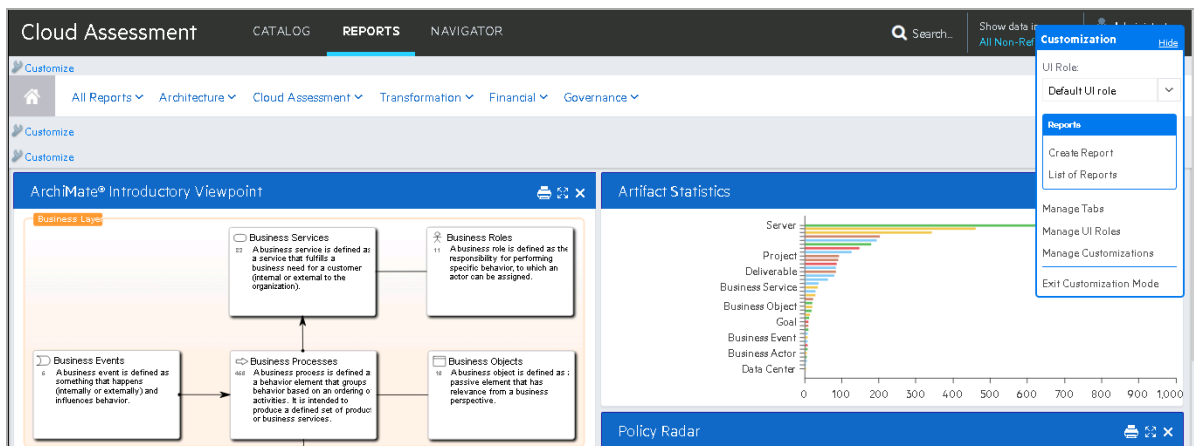 Cloud Assessment
CATALOG
REPORTS
NAVIGATOR
Search...
Show data in
All Non-Ref
Customization
Hide
UI Role:
Default UI role
Reports
Create Report
List of Reports
Manage Tabs
Manage UI Roles
Manage Customizations
Exit Customization Mode
Customize
All Reports
Architecture
Cloud Assessment
Transformation
Financial
Governance
Customize
Customize
ArchiMate® Introductory Viewpoint
Business Layer
Business Services
22
A business service is defined as
a service that fulfills a
business need for a customer
(internal or external to the
organization).
Business Roles
11
A business role is defined as the
responsibility for performing
specific behavior, to which an
actor can be assigned.
Business Events
6
A business event is defined as
something that happens
(internally or externally) and
influences behavior.
Business Processes
466
A business process is defined a
a behavior element that groups
behavior based on an ordering o
activities. It is intended to
produce a defined set of produc
or business services.
Business Objects
18
A business object is defined as
passive element that has
relevance from a business
perspective.
Artifact Statistics
Server
Project
Deliverable
Business Service
Business Object
Goal
Business Event
Business Actor
Data Center
0 100 200 300 400 500 600 700 800 900 1,000
Policy Radar